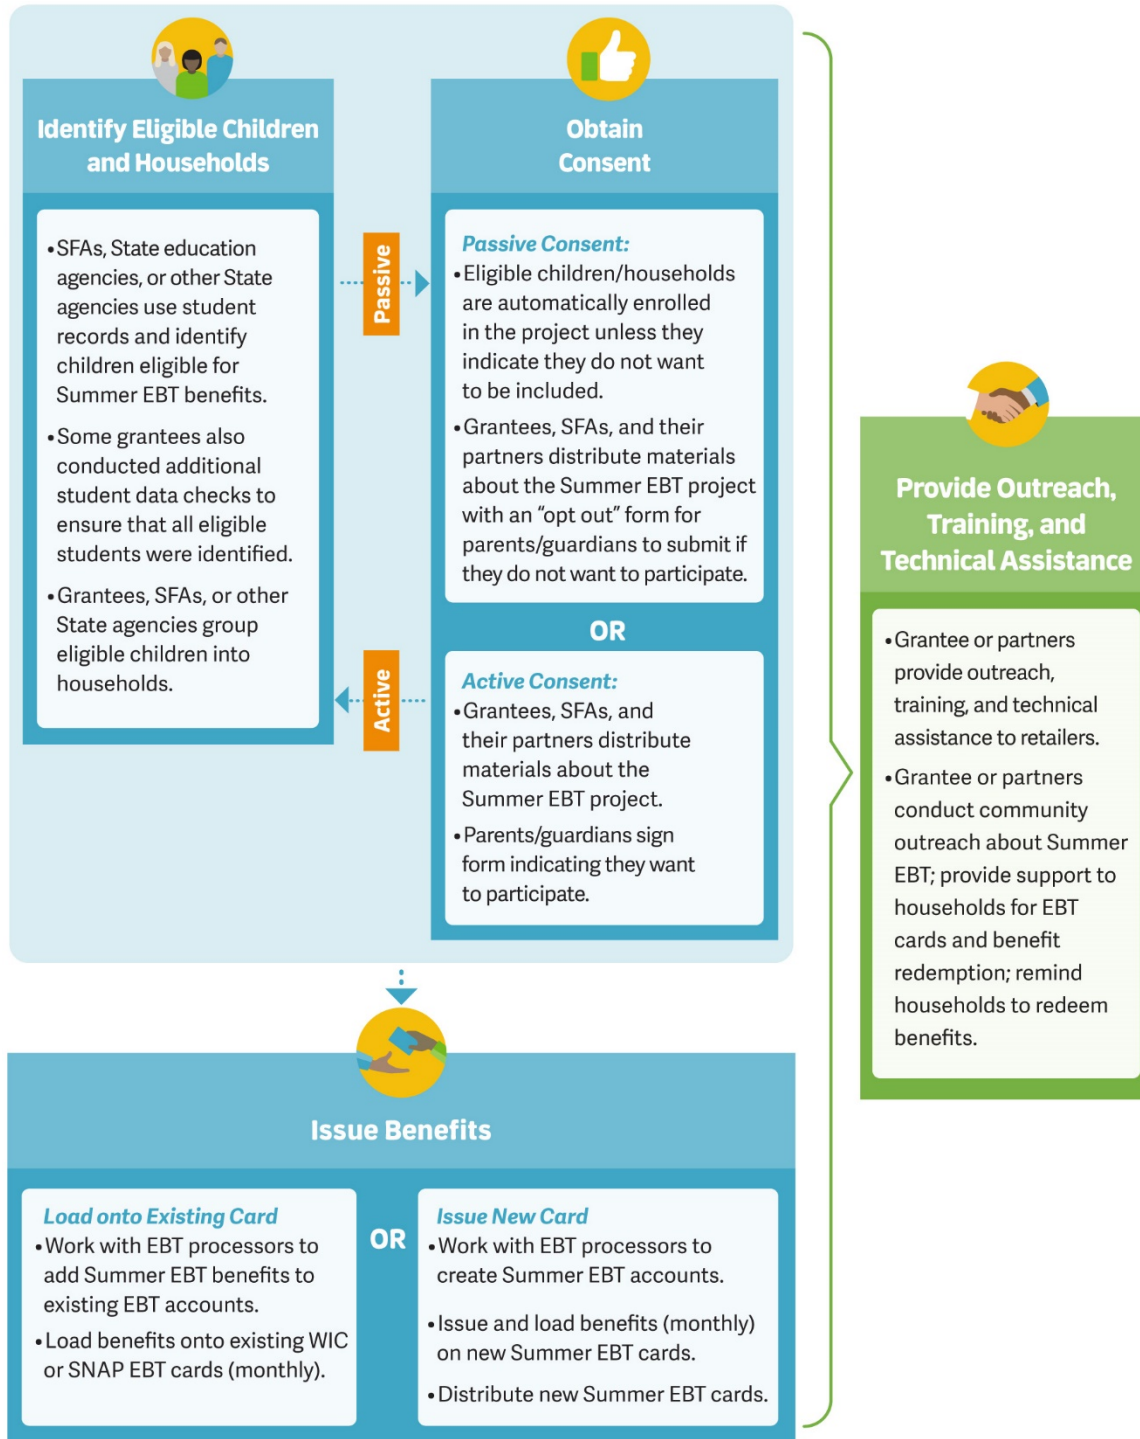 Identify Eligible Children
and Households
•SFAs, State education
agencies, or other State
agencies use student
records and identify
children eligible for
Summer EBT benefits.
•Some grantees also
conducted additional
student data checks to
ensure that all eligible
students were identified.
•Grantees, SFAs, or other
State agencies group
eligible children into
households.
Passive
Active
Obtain
Consent
Passive Consent:
•Eligible children/households
are automatically enrolled
in the project unless they
indicate they do not want
to be included.
•Grantees, SFAs, and their
partners distribute materials
about the Summer EBT project
with an “opt out” form for
parents/guardians to submit if
they do not want to participate.
OR
Active Consent:
•Grantees, SFAs, and
their partners distribute
materials about the
Summer EBT project.
•Parents/guardians sign
form indicating they want
to participate.
Issue Benefits
Load onto Existing Card
•Work with EBT processors to
add Summer EBT benefits to
existing EBT accounts.
•Load benefits onto existing WIC
or SNAP EBT cards (monthly).
OR
Issue New Card
•Work with EBT processors to
create Summer EBT accounts.
•Issue and load benefits (monthly)
on new Summer EBT cards.
•Distribute new Summer EBT cards.
Provide Outreach,
Training, and
Technical Assistance
•Grantee or partners
provide outreach,
training, and technical
assistance to retailers.
•Grantee or partners
conduct community
outreach about Summer
EBT; provide support to
households for EBT
cards and benefit
redemption; remind
households to redeem
benefits.